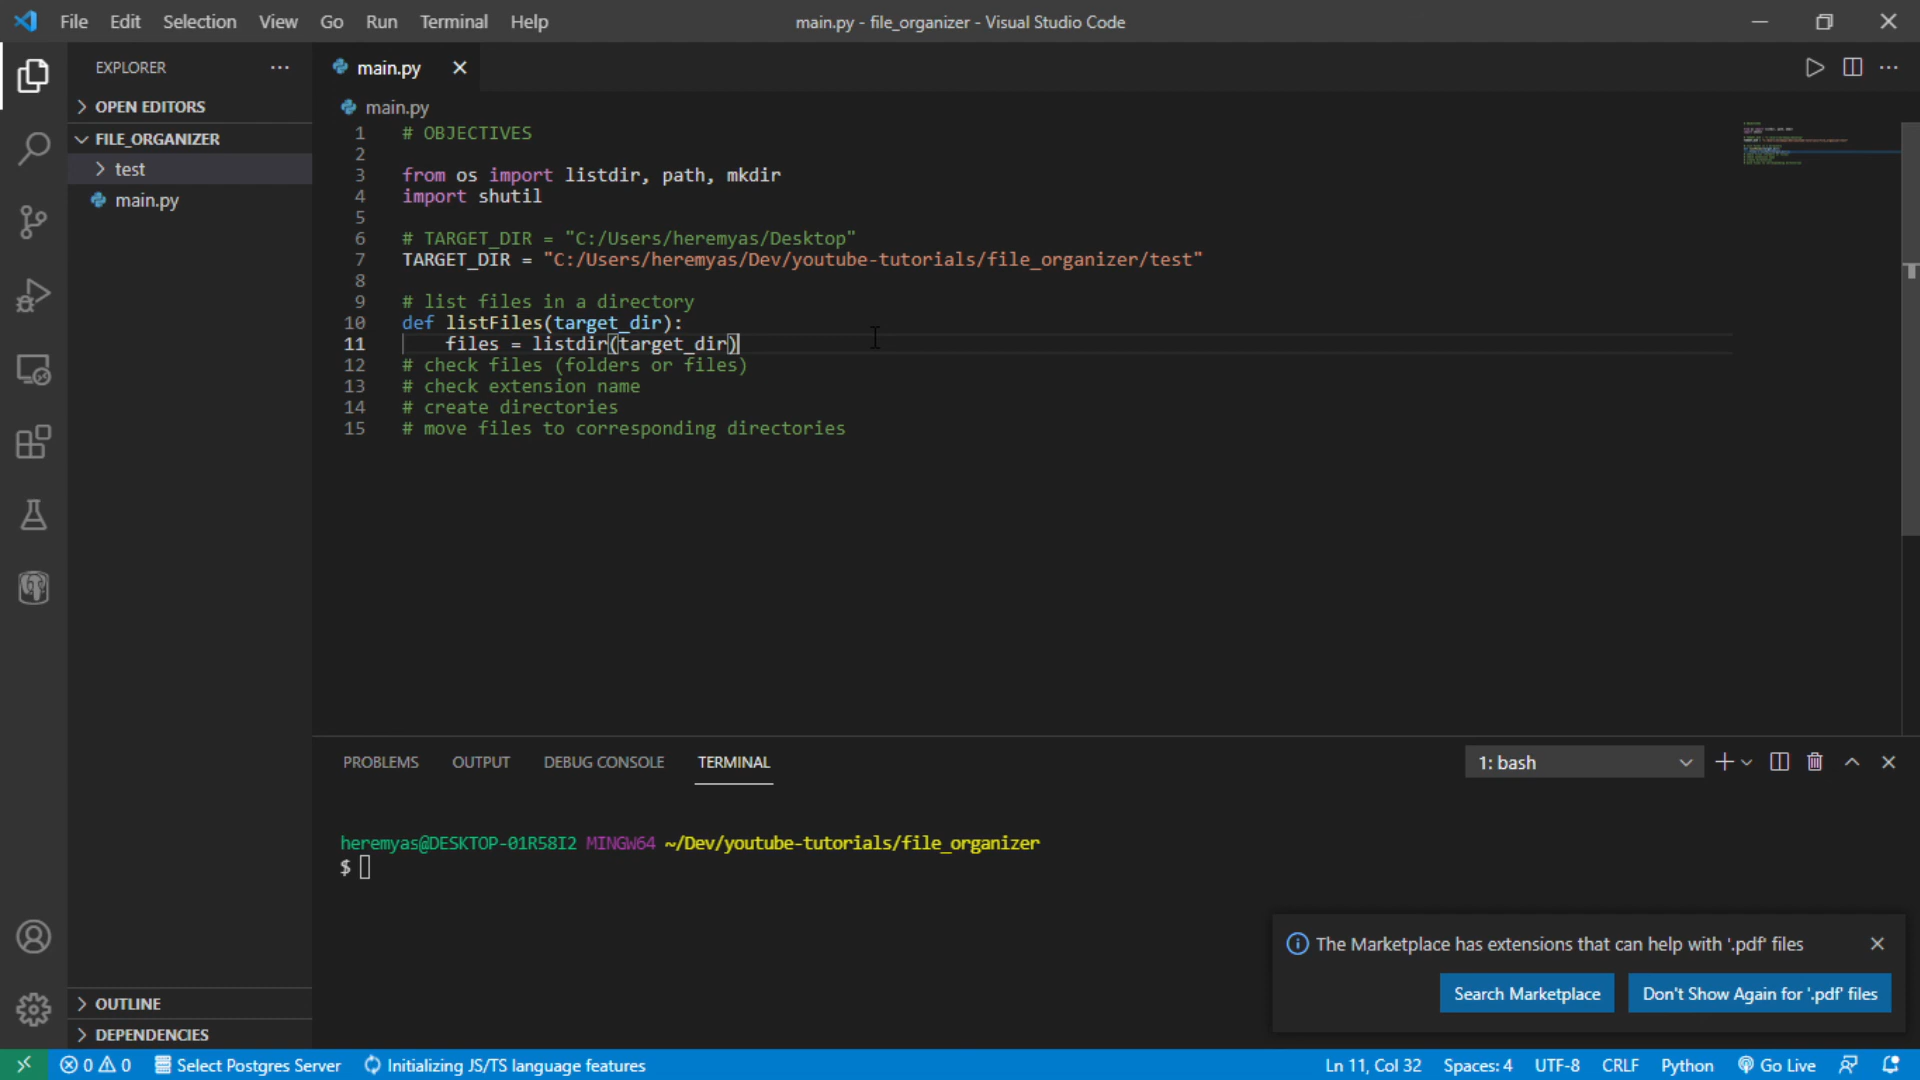 File Edit Selection View Go Run Terminal Help
main.py - file_organizer - Visual Studio Code
EXPLORER
OPEN EDITORS
FILE_ORGANIZER
test
main.py
main.py
main.py
1 # OBJECTIVES
2
3 from os import listdir, path, mkdir
4 import shutil
5
6 # TARGET_DIR = "C:/Users/heremyas/Desktop"
7 TARGET_DIR = "C:/Users/heremyas/Dev/youtube-tutorials/file_organizer/test"
8
9 # list files in a directory
10 def listFiles(target_dir):
11 files = listdir(target_dir)
12 # check files (folders or files)
13 # check extension name
14 # create directories
15 # move files to corresponding directories
PROBLEMS OUTPUT DEBUG CONSOLE TERMINAL
1: bash
heremyas@DESKTOP-01R58I2 MINGW64 ~/Dev/youtube-tutorials/file_organizer
$
The Marketplace has extensions that can help with '.pdf' files
Search Marketplace
Don't Show Again for '.pdf' files
OUTLINE
DEPENDENCIES
0 0 Select Postgres Server Initializing JS/TS language features
Ln 11, Col 32 Spaces: 4 UTF-8 CRLF Python Go Live